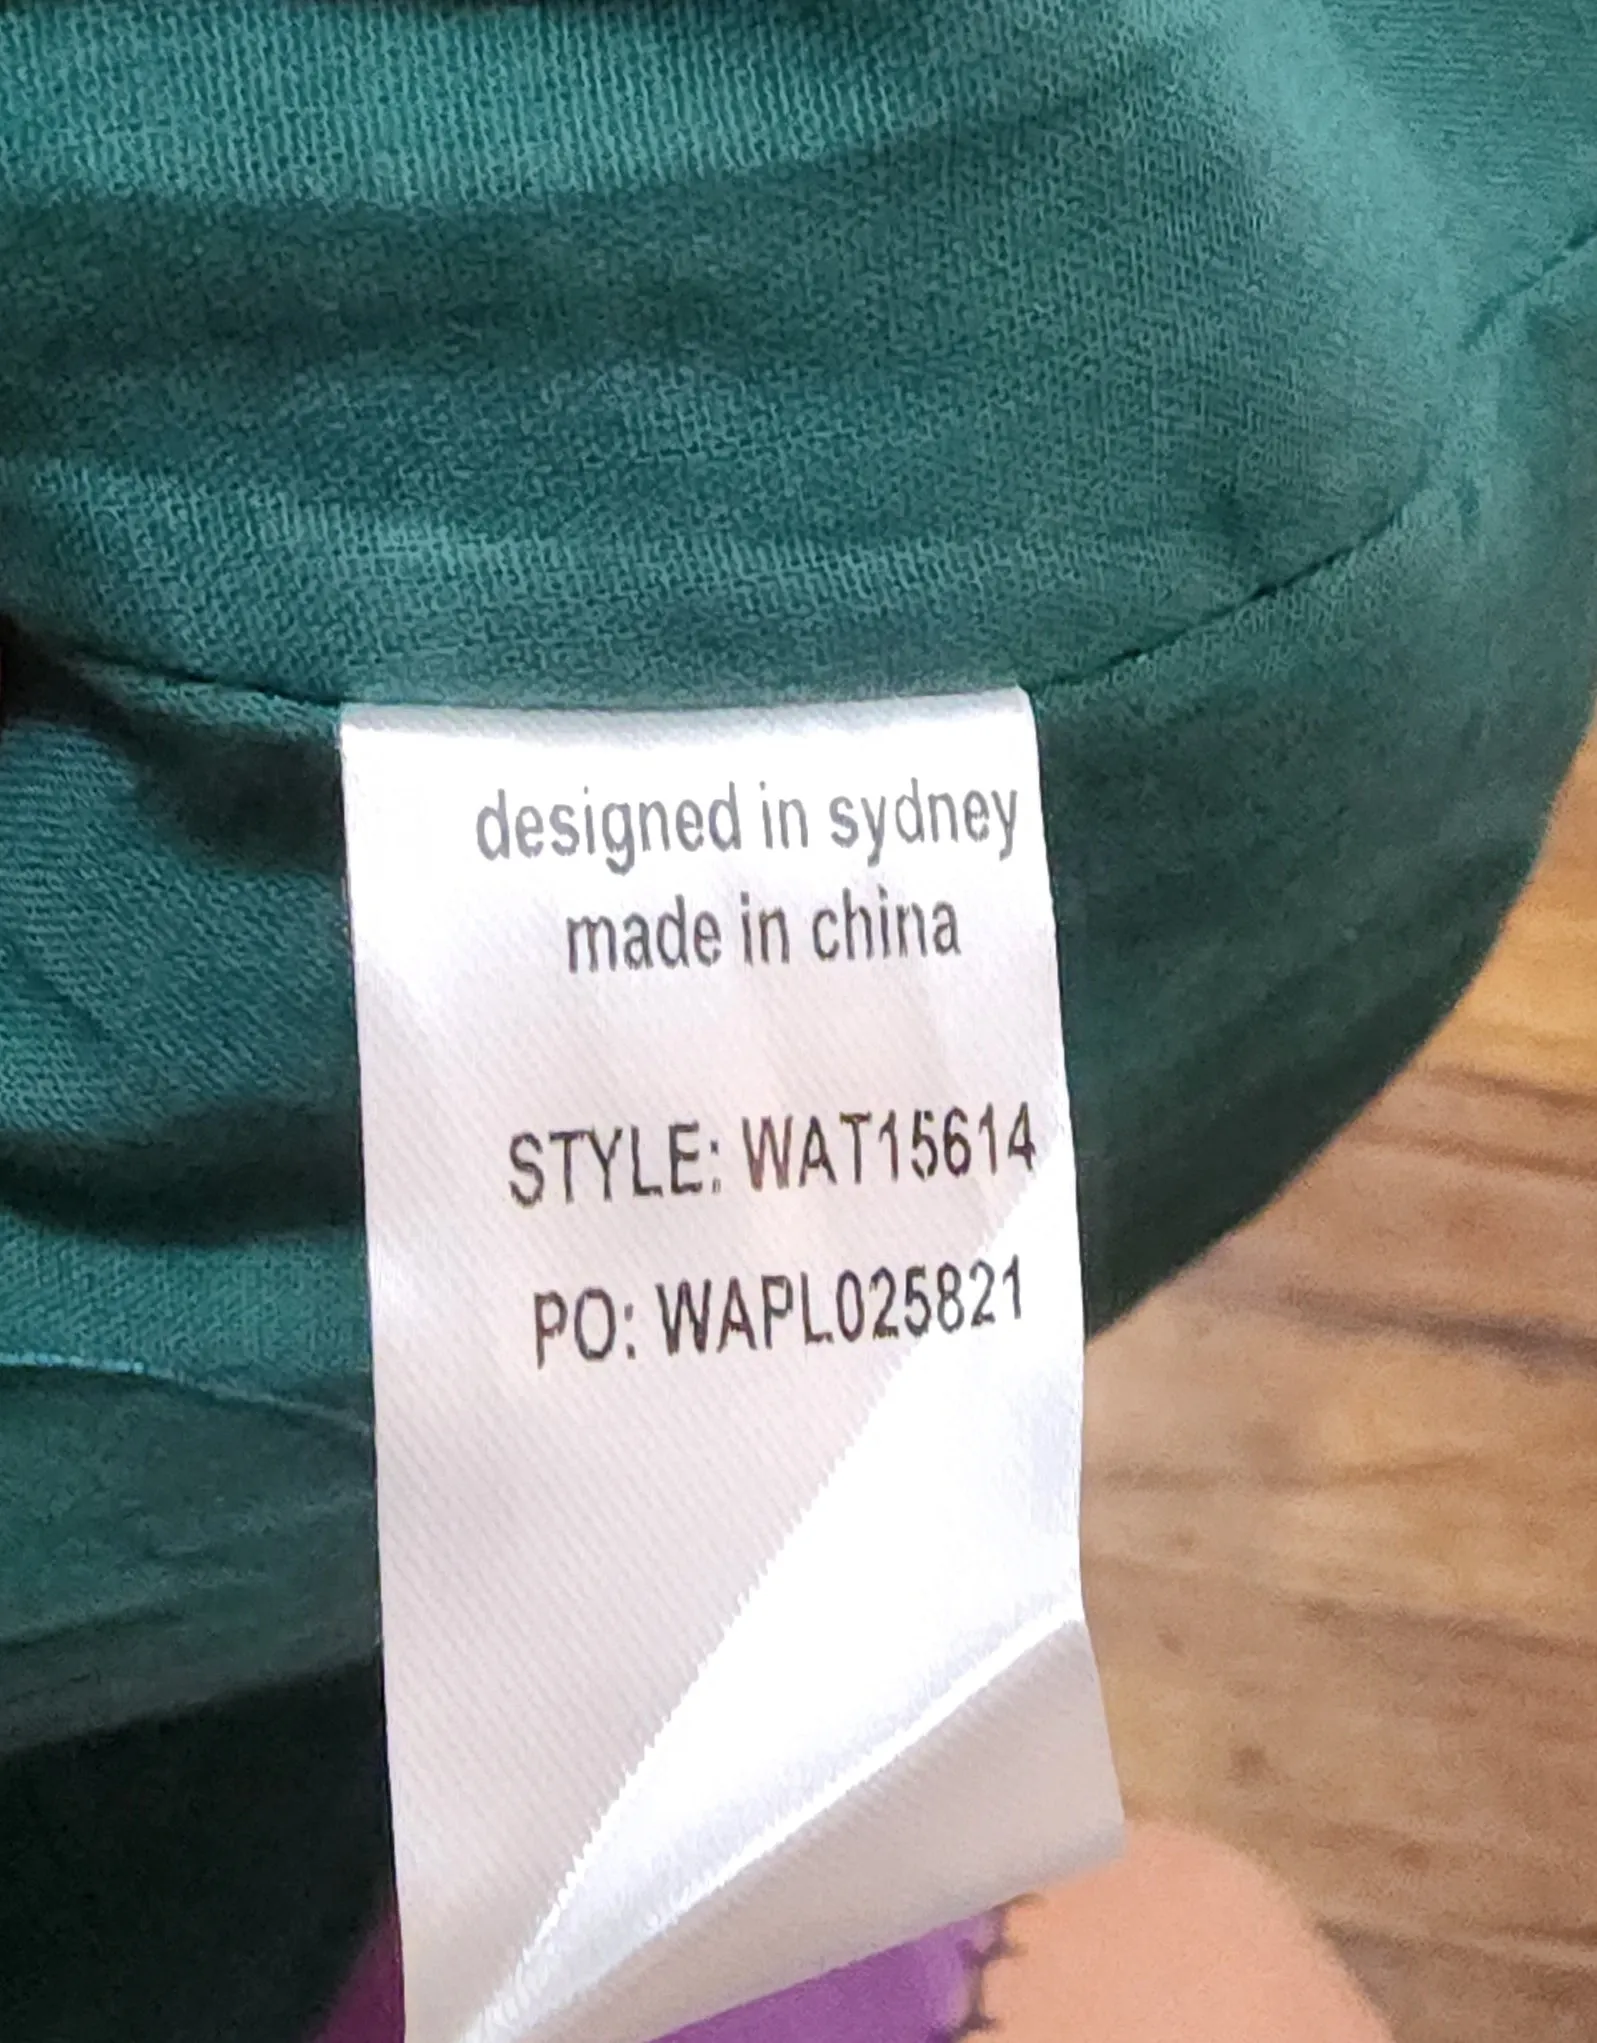 designed in sydney
made in china
STYLE: WAT15614
PO: WAPL025821